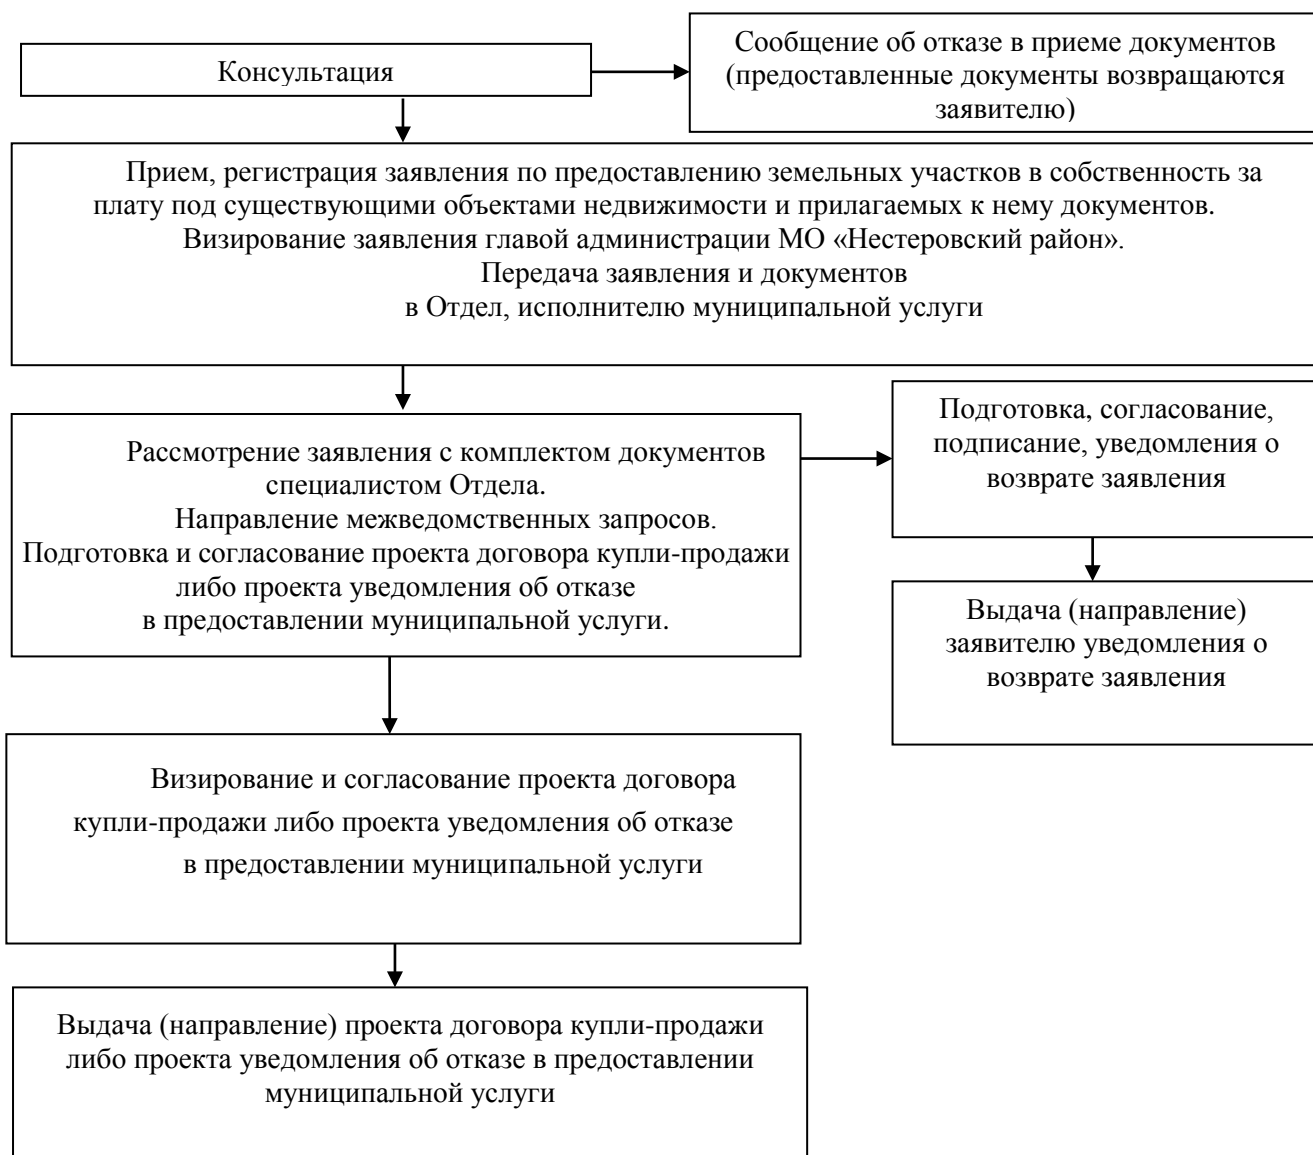 Консультация
Сообщение об отказе в приеме документов
(предоставленные документы возвращаются
заявителю)
Прием, регистрация заявления по предоставлению земельных участков в собственность за
плату под существующими объектами недвижимости и прилагаемых к нему документов.
Визирование заявления главой администрации МО «Нестеровский район».
Передача заявления и документов
в Отдел, исполнителю муниципальной услуги
Рассмотрение заявления с комплектом документов
специалистом Отдела.
Направление межведомственных запросов.
Подготовка и согласование проекта договора купли-продажи
либо проекта уведомления об отказе
в предоставлении муниципальной услуги.
Подготовка, согласование,
подписание, уведомления о
возврате заявления
Выдача (направление)
заявителю уведомления о
возврате заявления
Визирование и согласование проекта договора
купли-продажи либо проекта уведомления об отказе
в предоставлении муниципальной услуги
Выдача (направление) проекта договора купли-продажи
либо проекта уведомления об отказе в предоставлении
муниципальной услуги